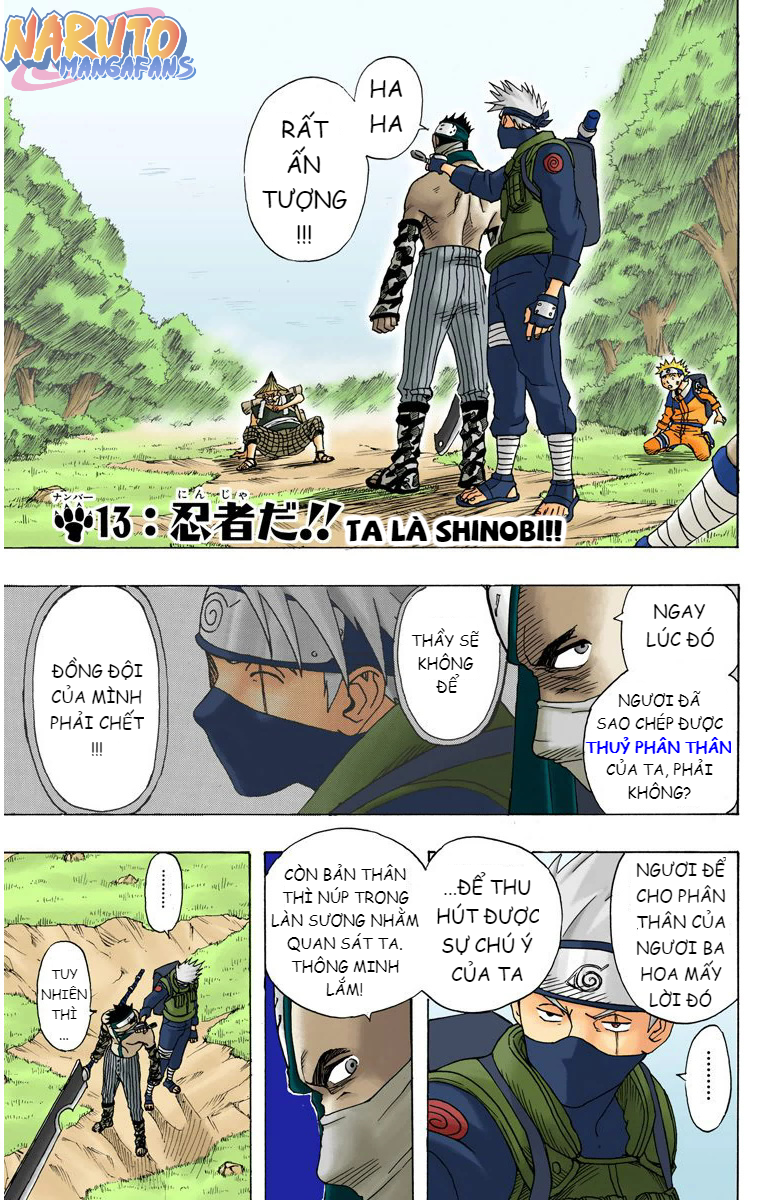 NARUTO
MANGAFANS
HA
HA
RẤT
ẤN
TƯỢNG
!!!
ナンバー
にんじゃ
13:忍者だ!!
TA LÀ SHINOBI!!
NGAY
LÚC ĐÓ
NGƯƠI ĐÃ
SAO CHÉP ĐƯỢC
THUỶ PHÂN THÂN
CỦA TA, PHẢI
KHÔNG?
THẦY SẼ
KHÔNG
ĐỂ
ĐỒNG ĐỘI
CỦA MÌNH
PHẢI CHẾT
!!!
NGƯƠI ĐỂ
CHO PHÂN
THÂN CỦA
NGƯƠI BA
HOA MẤY
LỜI ĐÓ
...ĐỂ THU
HÚT ĐƯỢC
SỰ CHÚ Ý
CỦA TA
CÒN BẢN THÂN
THÌ NÚP TRONG
LÀN SƯƠNG NHẰM
QUAN SÁT TA.
THÔNG MINH
LẮM!
........
........
TUY
NHIÊN
THÌ
...